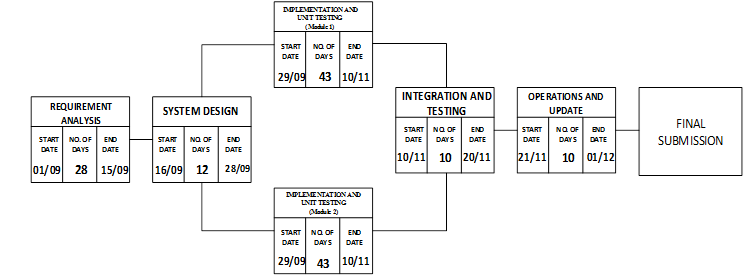 IMPLEMENTATION AND
UNIT TESTING
(Module 1)
START DATE NO. OF DAYS END DATE
29/09 43 10/11
REQUIREMENT
ANALYSIS
START DATE NO. OF DAYS END DATE
01/09 28 15/09
SYSTEM DESIGN
START DATE NO. OF DAYS END DATE
16/09 12 28/09
INTEGRATION AND
TESTING
START DATE NO. OF DAYS END DATE
10/11 10 20/11
OPERATIONS AND
UPDATE
START DATE NO. OF DAYS END DATE
21/11 10 01/12
FINAL
SUBMISSION
IMPLEMENTATION AND
UNIT TESTING
(Module 2)
START DATE NO. OF DAYS END DATE
29/09 43 10/11